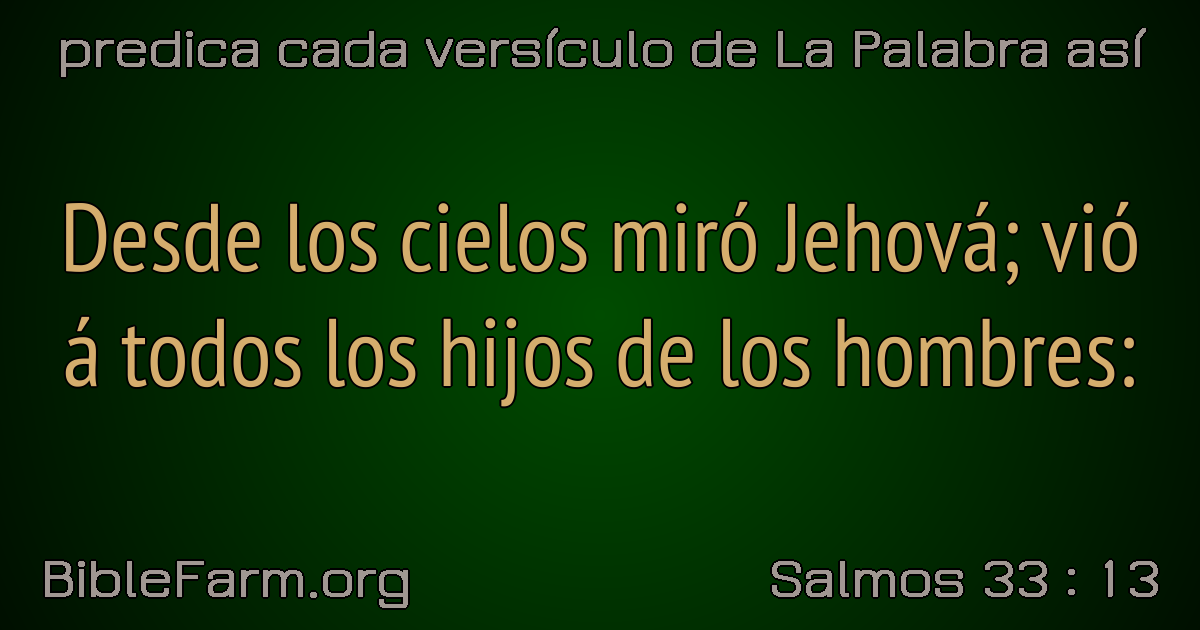 predica cada versículo de La Palabra así
Desde los cielos miró Jehová; vió
á todos los hijos de los hombres:
BibleFarm.org
Salmos 33 : 13